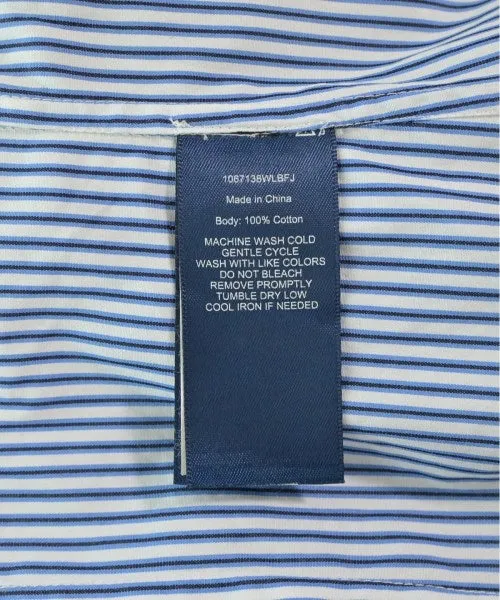 1067138WLBFJ
Made in China
Body: 100% Cotton
MACHINE WASH COLD
GENTLE CYCLE
WASH WITH LIKE COLORS
DO NOT BLEACH
REMOVE PROMPTLY
TUMBLE DRY LOW
COOL IRON IF NEEDED